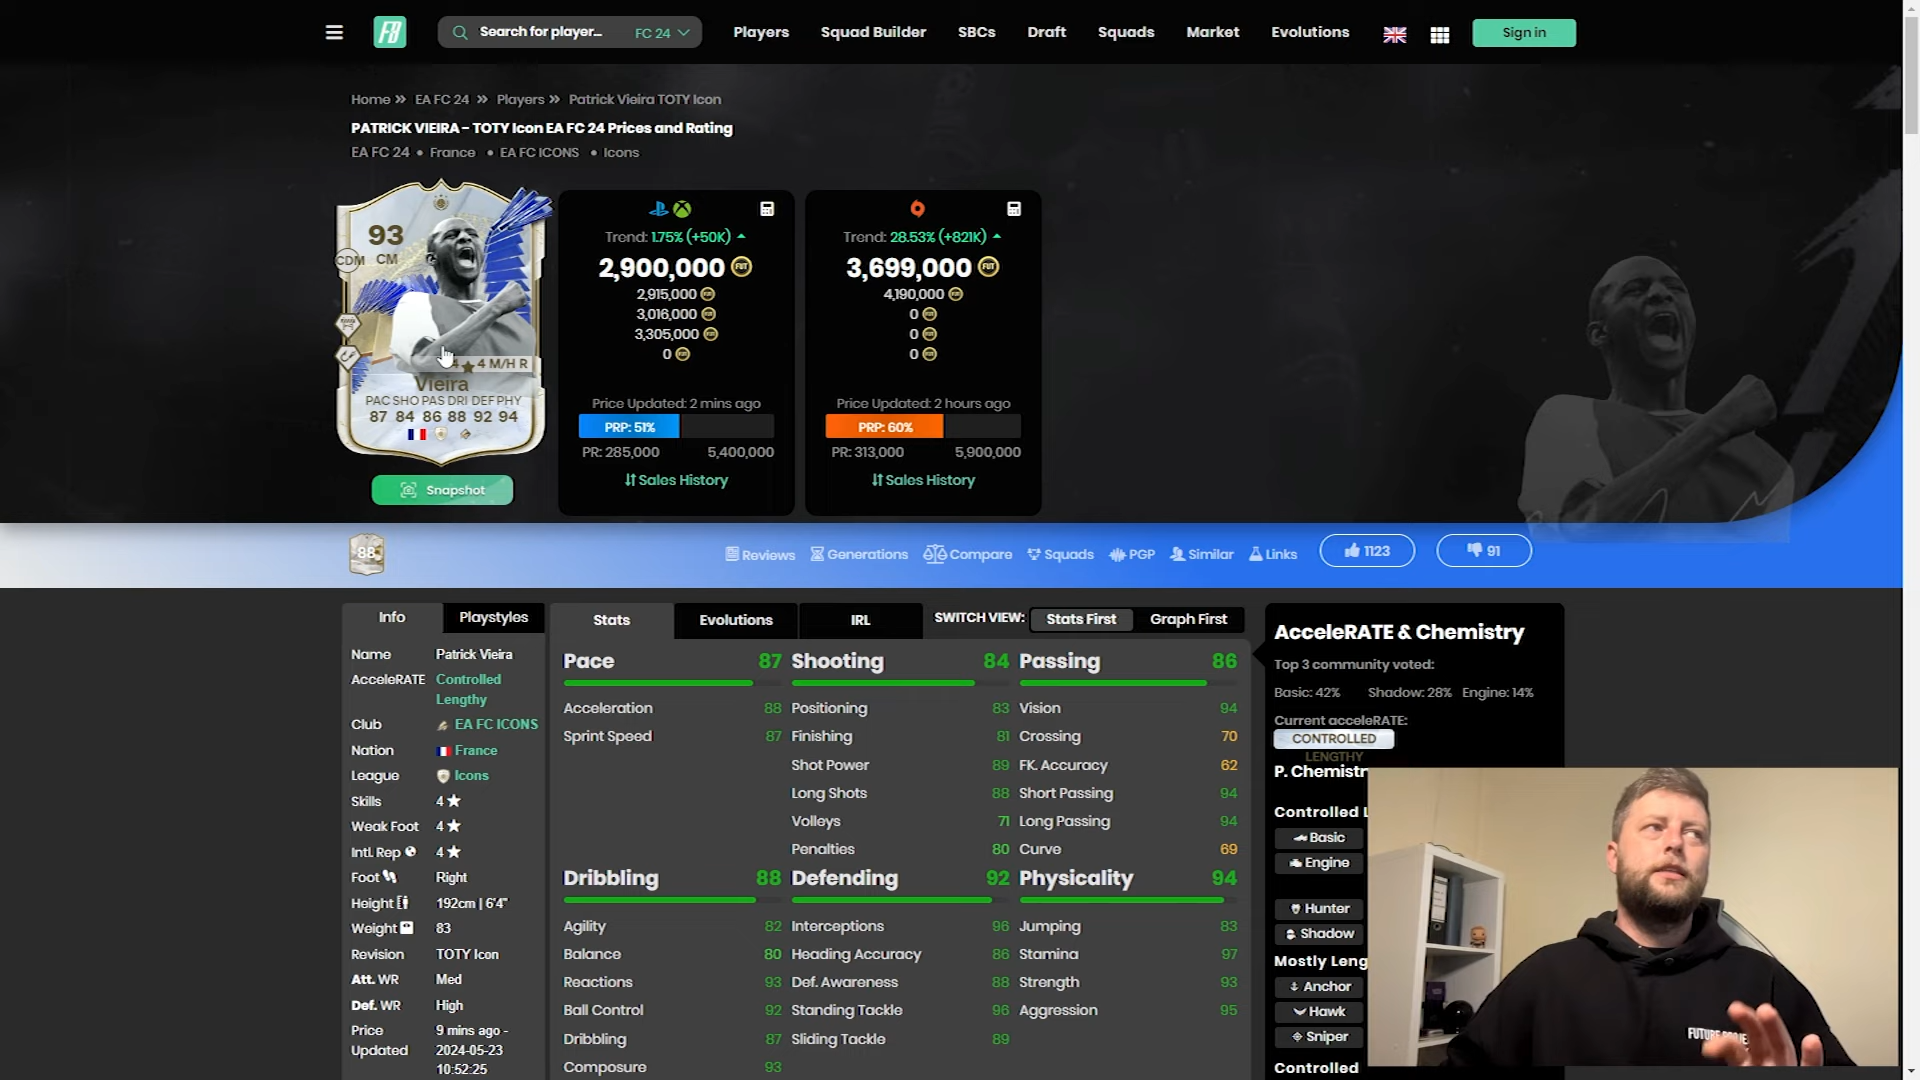 FB
Search for player...
FC 24
Players
Squad Builder
SBCs
Draft
Squads
Market
Evolutions
Sign in
Home » EA FC 24 » Players » Patrick Vieira TOTY Icon
PATRICK VIEIRA - TOTY Icon EA FC 24 Prices and Rating
EA FC 24 • France • EA FC ICONS • Icons
93
CDM CM
4 ★ 4 M/H R
Vieira
PAC SHO PAS DRI DEF PHY
87 84 86 88 92 94
Snapshot
Trend: 1.75% (+50K)
2,900,000
2,915,000
3,016,000
3,305,000
0
Price Updated: 2 mins ago
PRP: 51%
PR: 285,000 5,400,000
Sales History
Trend: 28.53% (+821K)
3,699,000
4,190,000
0
0
0
Price Updated: 2 hours ago
PRP: 60%
PR: 313,000 5,900,000
Sales History
88
Reviews
Generations
Compare
Squads
PGP
Similar
Links
1123
91
Info Playstyles
Name Patrick Vieira
AcceleRATE Controlled
Lengthy
Club EA FC ICONS
Nation France
League Icons
Skills 4 ★
Weak Foot 4 ★
Intl. Rep 4 ★
Foot Right
Height 192cm | 6'4"
Weight 83
Revision TOTY Icon
Att. WR Med
Def. WR High
Price 9 mins ago -
Updated 2024-05-23
10:52:25
Stats Evolutions IRL SWITCH VIEW: Stats First Graph First
Pace 87
Acceleration 88
Sprint Speed 87
Shooting 84
Positioning 83
Finishing 81
Shot Power 89
Long Shots 88
Volleys 71
Penalties 80
Passing 86
Vision 94
Crossing 70
FK. Accuracy 62
Short Passing 94
Long Passing 94
Curve 69
Dribbling 88
Agility 82
Balance 80
Reactions 93
Ball Control 92
Dribbling 87
Composure 93
Defending 92
Interceptions 96
Heading Accuracy 86
Def. Awareness 88
Standing Tackle 96
Sliding Tackle 89
Physicality 94
Jumping 83
Stamina 97
Strength 93
Aggression 95
AcceleRATE & Chemistry
Top 3 community voted:
Basic: 42% Shadow: 28% Engine: 14%
Current acceleRATE:
CONTROLLED
LENGTHY
P. Chemistr
Controlled L
Basic
Engine
Hunter
Shadow
Mostly Leng
Anchor
Hawk
Sniper
Controlled
FUTURE PROJE